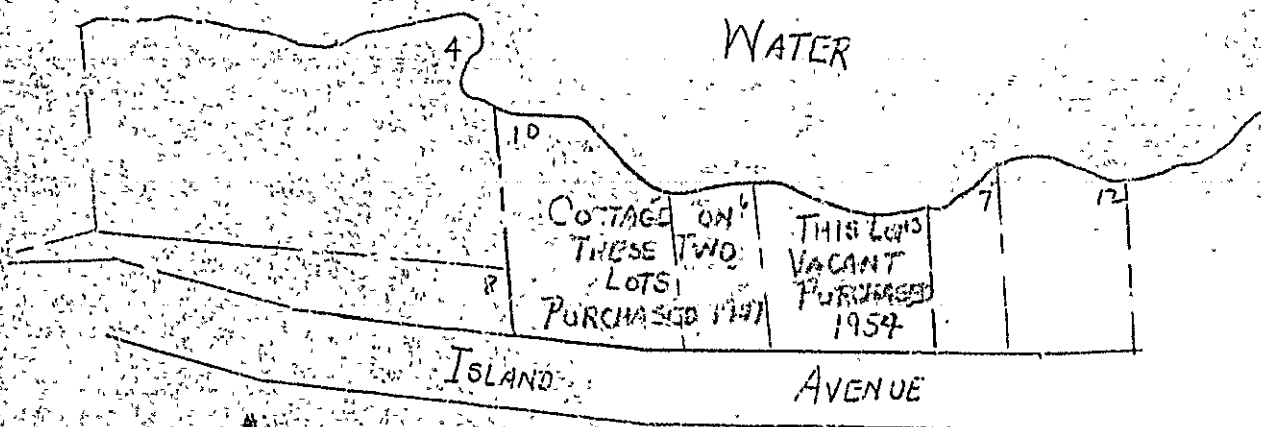 WATER
4
10
6
7
12
COTTAGE ON
THESE TWO
LOTS,
PURCHASED
THIS LOT 13
VACANT
PURCHASED
1954
8
ISLAND AVENUE